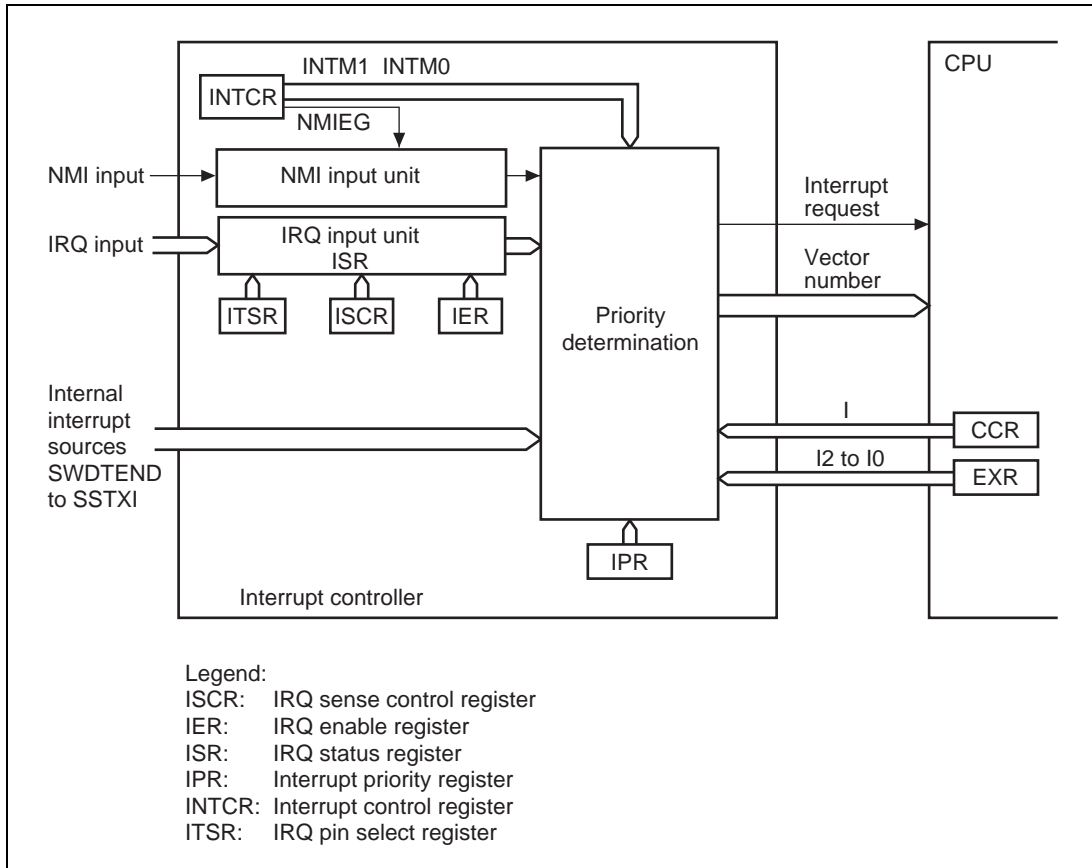 INTM1 INTM0
CPU
INTCR
NMIEG
NMI input
NMI input unit
Interrupt
request
IRQ input
IRQ input unit
ISR
Vector
number
ITSR
ISCR
IER
Priority
determination
Internal
interrupt
sources
SWDTEND
to SSTXI
I
CCR
I2 to I0
EXR
IPR
Interrupt controller
Legend:
ISCR: IRQ sense control register
IER: IRQ enable register
ISR: IRQ status register
IPR: Interrupt priority register
INTCR: Interrupt control register
ITSR: IRQ pin select register